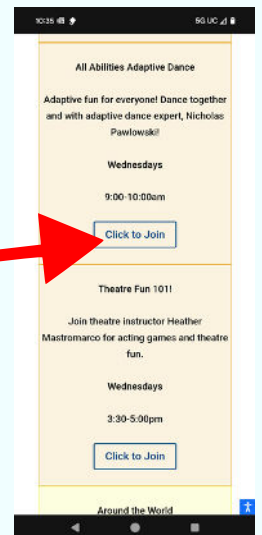 10:35
5G UC
All Abilities Adaptive Dance
Adaptive fun for everyone! Dance together
and with adaptive dance expert, Nicholas
Pawlowski!
Wednesdays
9:00-10:00am
Click to Join
Theatre Fun 101!
Join theatre instructor Heather
Mastromarco for acting games and theatre
fun.
Wednesdays
3:30-5:00pm
Click to Join
Around the World